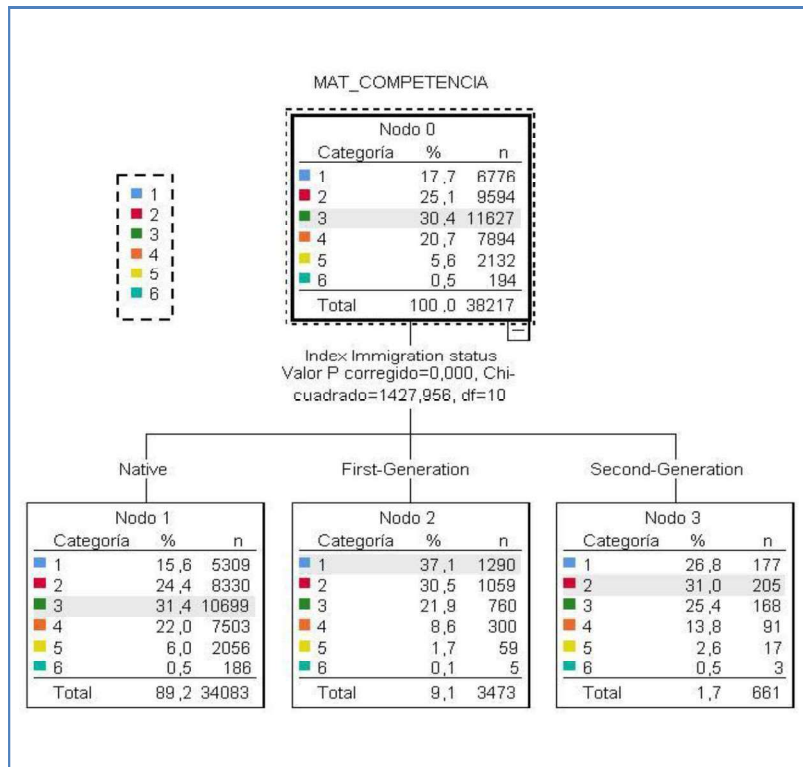 MAT_COMPETENCIA
Nodo 0
Categoría % n
1 17,7 6776
2 25,1 9594
3 30,4 11627
4 20,7 7894
5 5,6 2132
6 0,5 194
Total 100,0 38217
1
2
3
4
5
6
Index Immigration status
Valor P corregido=0,000, Chi-
cuadrado=1427,956, df=10
Native
First-Generation
Second-Generation
Nodo 1
Categoría % n
1 15,6 5309
2 24,4 8330
3 31,4 10699
4 22,0 7503
5 6,0 2056
6 0,5 186
Total 89,2 34083
Nodo 2
Categoría % n
1 37,1 1290
2 30,5 1059
3 21,9 760
4 8,6 300
5 1,7 59
6 0,1 5
Total 9,1 3473
Nodo 3
Categoría % n
1 26,8 177
2 31,0 205
3 25,4 168
4 13,8 91
5 2,6 17
6 0,5 3
Total 1,7 661